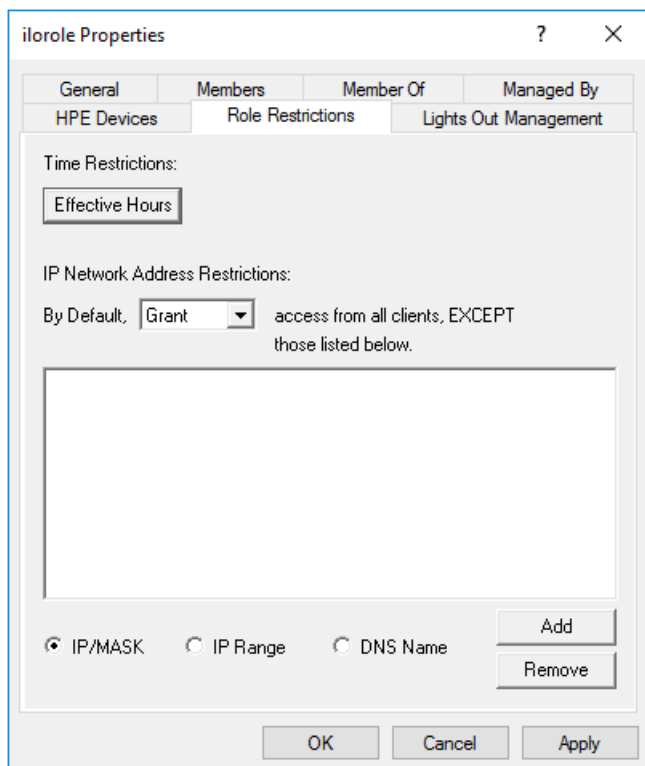 ilorole Properties ?
General Members Member Of Managed By
HPE Devices Role Restrictions Lights Out Management
Time Restrictions:
Effective Hours
IP Network Address Restrictions:
By Default, Grant access from all clients, EXCEPT
those listed below.
IP/MASK IP Range DNS Name
Add
Remove
OK Cancel Apply